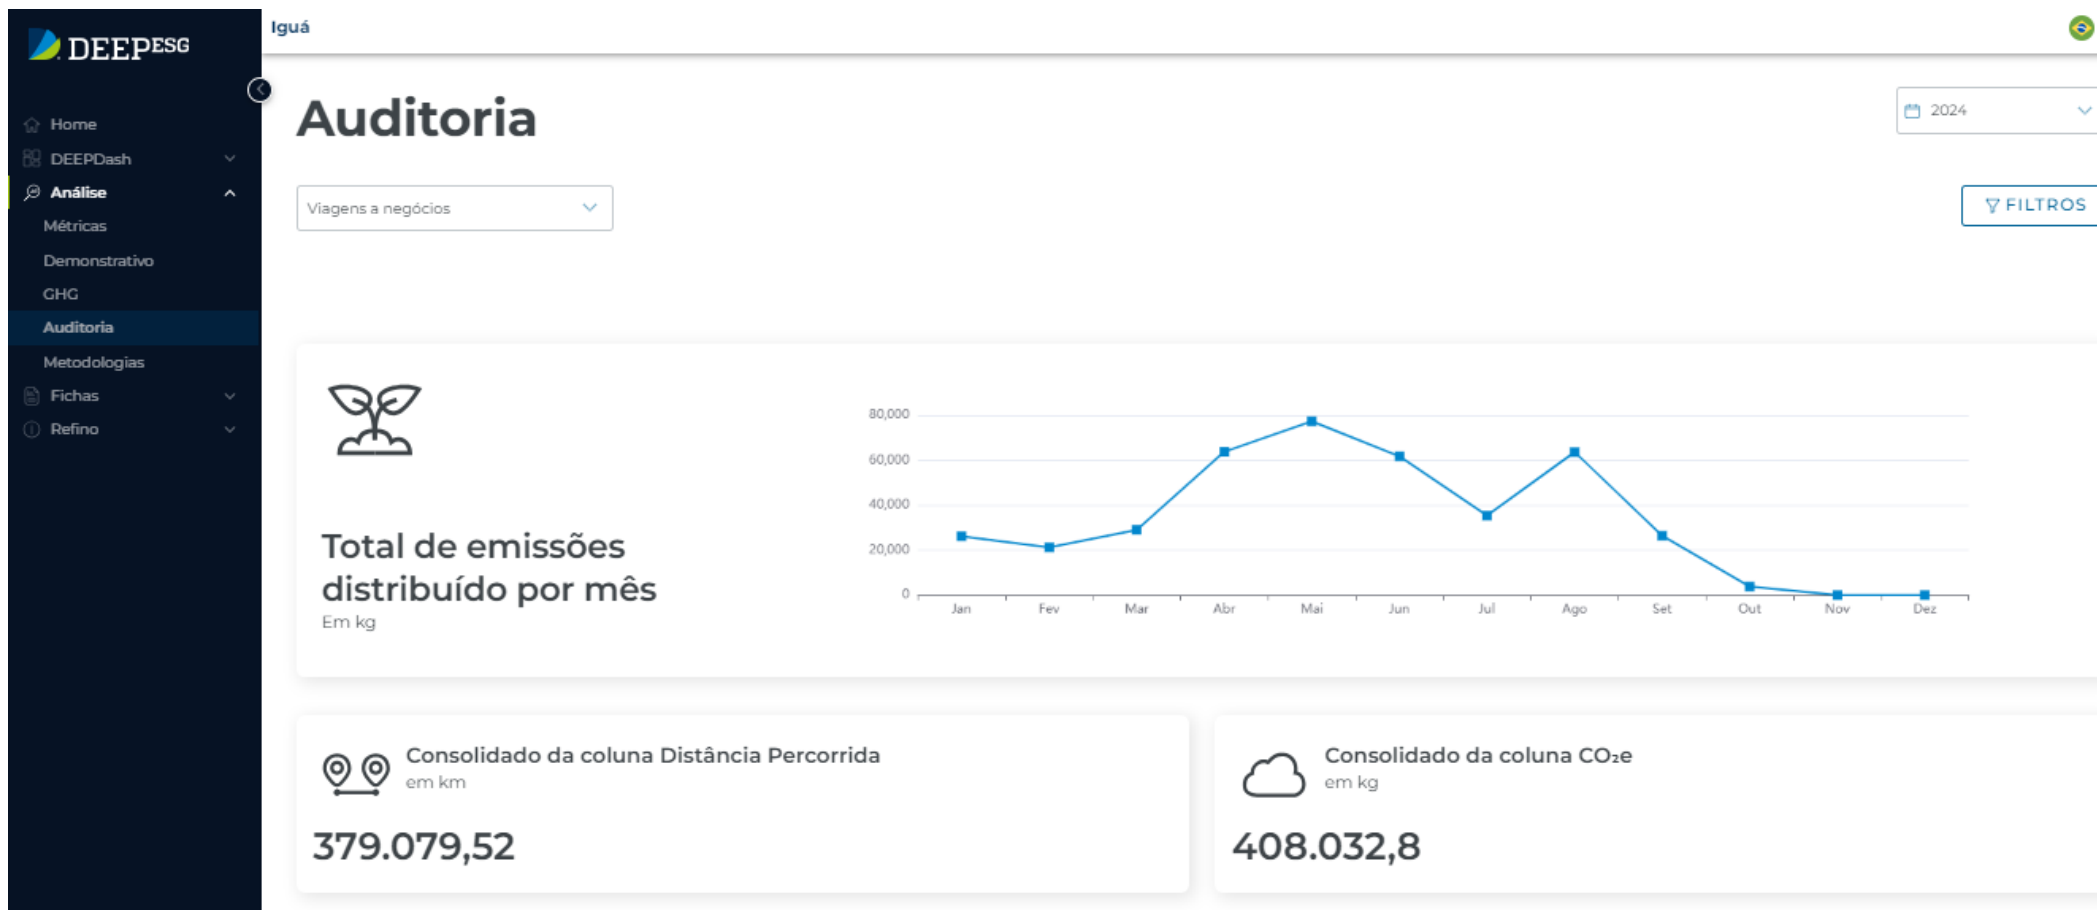 DEEPESG
Iguá
Home
DEEPDash
Análise
Métricas
Demonstrativo
GHG
Auditoria
Metodologias
Fichas
Refino
Auditoria
2024
Viagens a negócios
FILTROS
Total de emissões
distribuído por mês
Em kg
80,000
60,000
40,000
20,000
0
Jan Fev Mar Abr Mai Jun Jul Ago Set Out Nov Dez
Consolidado da coluna Distância Percorrida
em km
379.079,52
Consolidado da coluna CO₂e
em kg
408.032,8